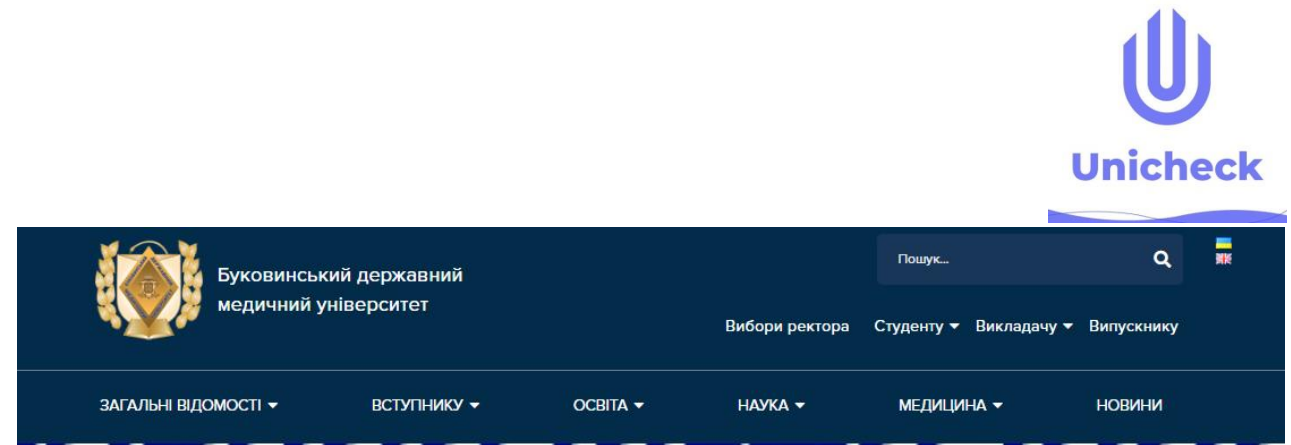 Unicheck
Буковинський державний
медичний університет
Пошук...
Вибори ректора Студенту Викладачу Випускнику
ЗАГАЛЬНІ ВІДОМОСТІ ВСТУПНИКУ ОСВІТА НАУКА МЕДИЦИНА НОВИНИ